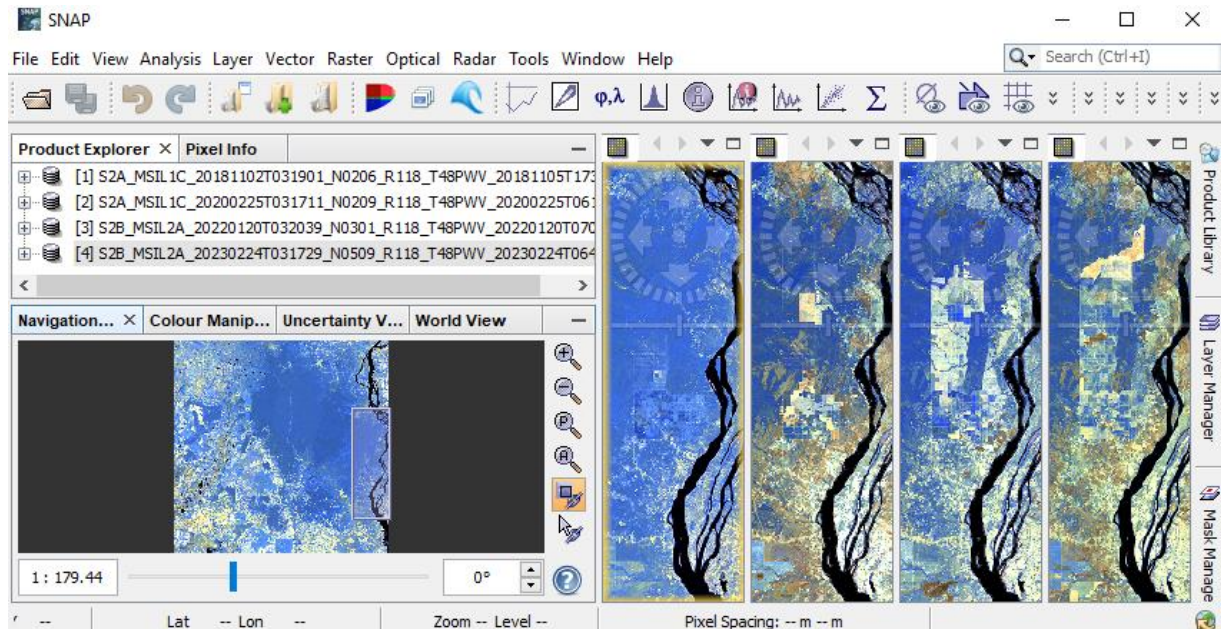 SNAP
File Edit View Analysis Layer Vector Raster Optical Radar Tools Window Help
Search (Ctrl+I)
φ,λ
Σ
Product Explorer × Pixel Info
[1] S2A_MSIL1C_20181102T031901_N0206_R118_T48PWV_20181105T173
[2] S2A_MSIL1C_20200225T031711_N0209_R118_T48PWV_20200225T061
[3] S2B_MSIL2A_20220120T032039_N0301_R118_T48PWV_20220120T070
[4] S2B_MSIL2A_20230224T031729_N0509_R118_T48PWV_20230224T064
Navigation... × Colour Manip... Uncertainty V... World View
1 : 179.44
0°
Product Library
Layer Manager
Mask Manage
-- Lat -- Lon -- Zoom -- Level -- Pixel Spacing: -- m -- m